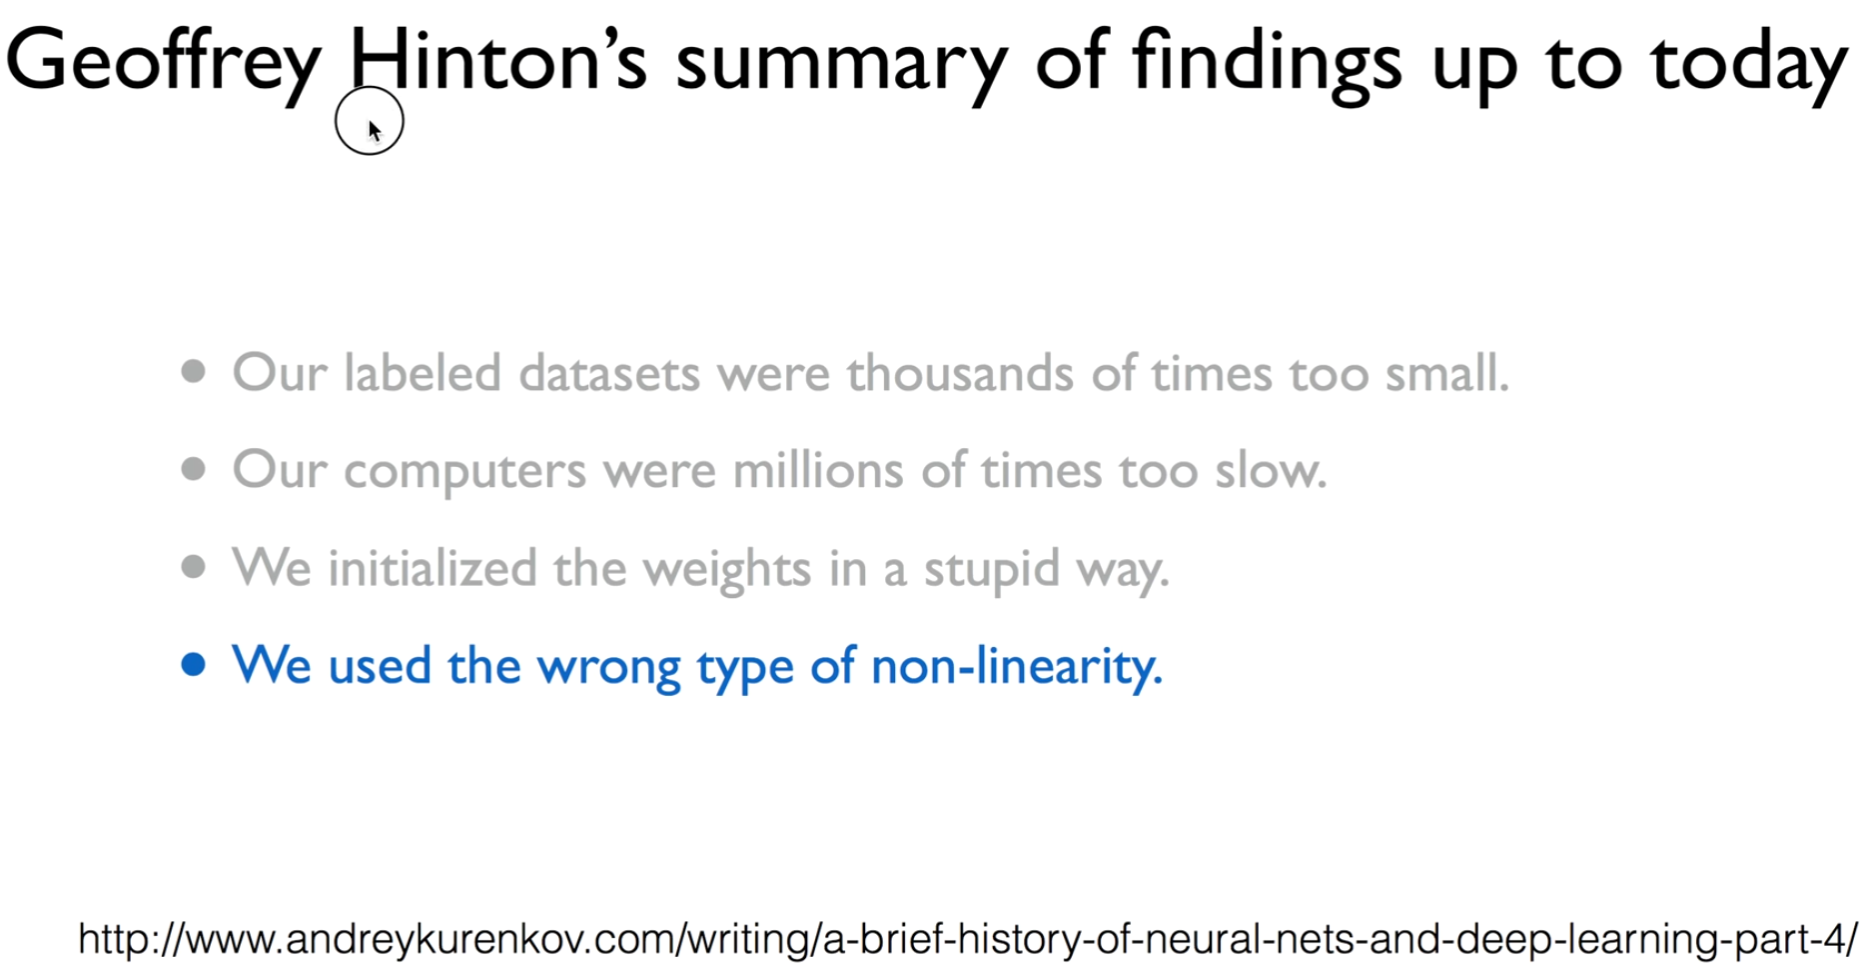 Geoffrey Hinton’s summary of findings up to today
• Our labeled datasets were thousands of times too small.
• Our computers were millions of times too slow.
• We initialized the weights in a stupid way.
• We used the wrong type of non-linearity.
http://www.andreykurenkov.com/writing/a-brief-history-of-neural-nets-and-deep-learning-part-4/